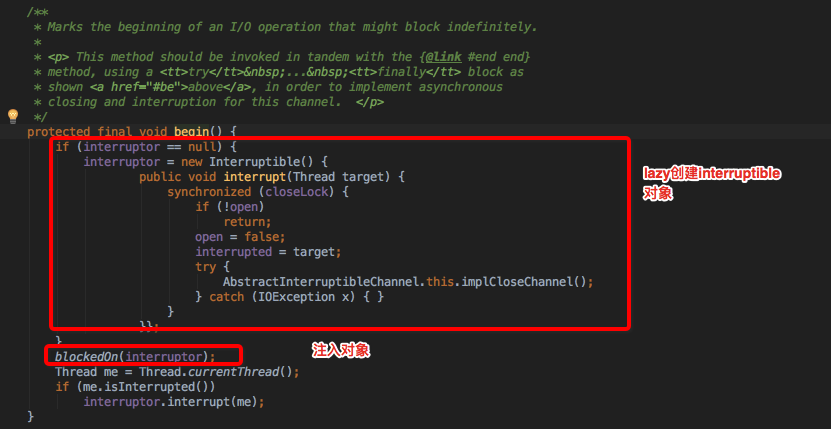 /**
 * Marks the beginning of an I/O operation that might block indefinitely.
 *
 * <p> This method should be invoked in tandem with the {@link #end end}
 * method, using a <tt>try</tt>&nbsp;...&nbsp;<tt>finally</tt> block as
 * shown <a href="#be">above</a>, in order to implement asynchronous
 * closing and interruption for this channel.  </p>
 */
protected final void begin() {
if (interruptor == null) {
interruptor = new Interruptible() {
public void interrupt(Thread target) {
synchronized (closeLock) {
if (!open)
return;
open = false;
interrupted = target;
try {
AbstractInterruptibleChannel.this.implCloseChannel();
} catch (IOException x) { }
}
}};
}
blockedOn(interruptor);
Thread me = Thread.currentThread();
if (me.isInterrupted())
interruptor.interrupt(me);
}
lazy创建interruptible
对象
注入对象